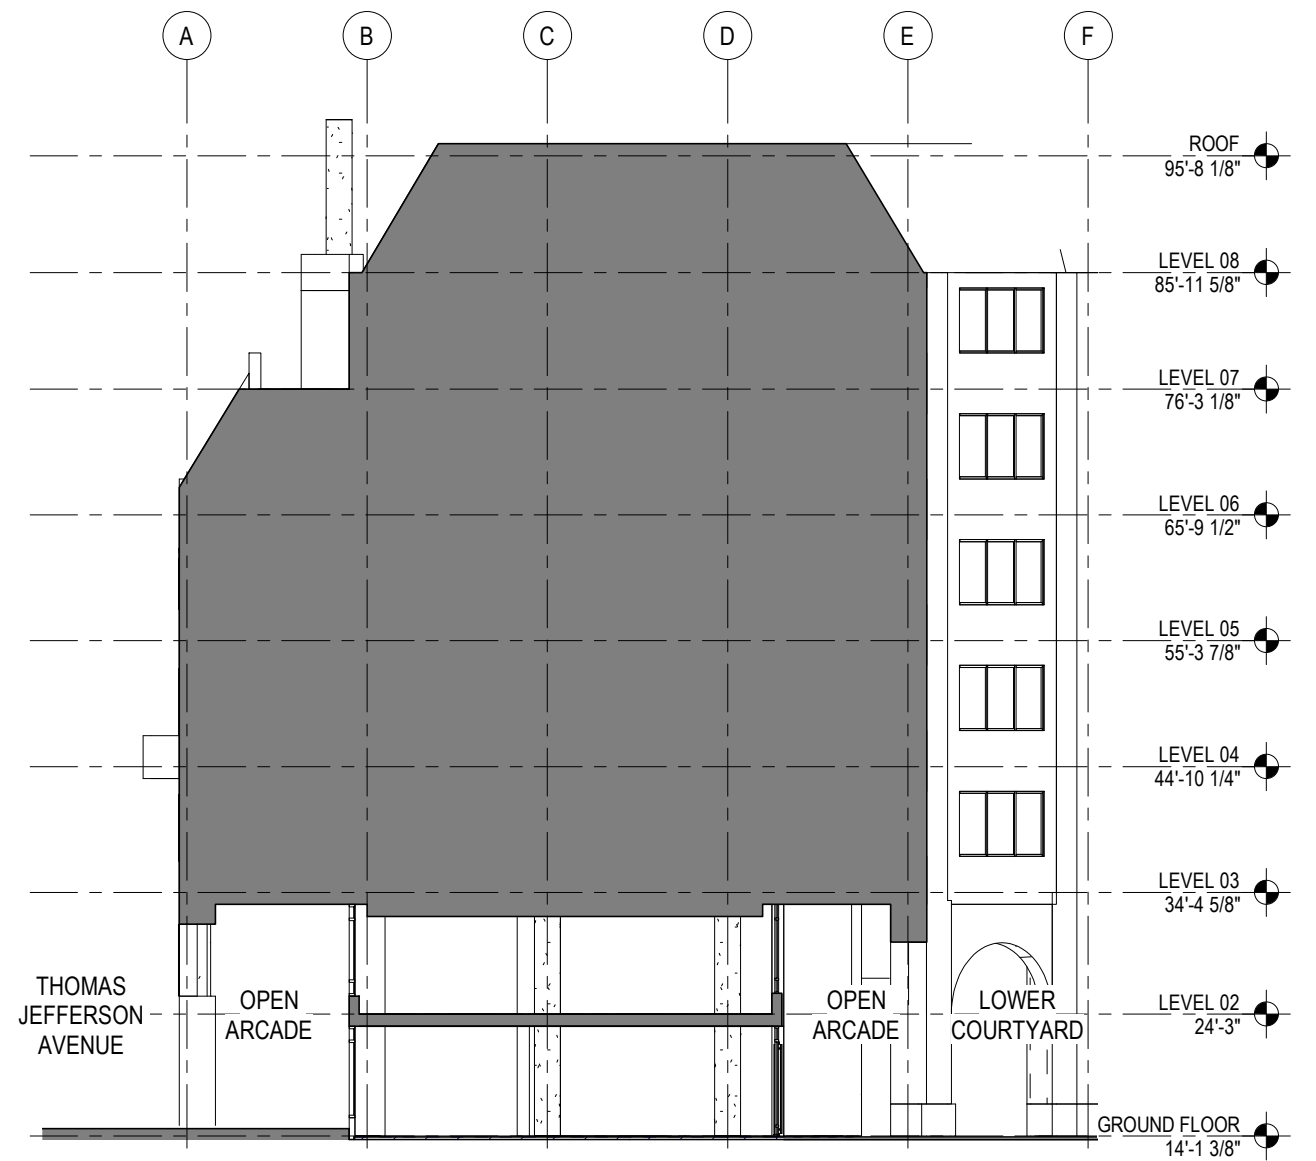 A
B
C
D
E
F
ROOF
95'-8 1/8"
LEVEL 08
85'-11 5/8"
LEVEL 07
76'-3 1/8"
LEVEL 06
65'-9 1/2"
LEVEL 05
55'-3 7/8"
LEVEL 04
44'-10 1/4"
LEVEL 03
34'-4 5/8"
THOMAS
JEFFERSON
AVENUE
OPEN
ARCADE
OPEN
ARCADE
LOWER
COURTYARD
LEVEL 02
24'-3"
GROUND FLOOR
14'-1 3/8"